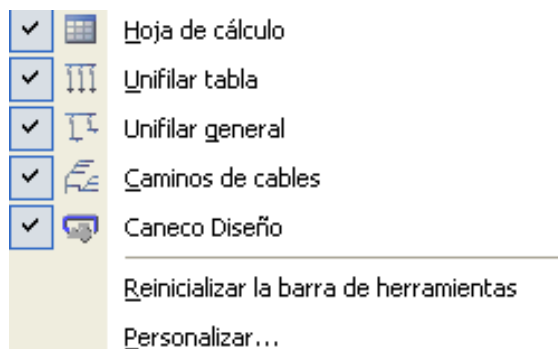 Hoja de cálculo
Unifilar tabla
Unifilar general
Caminos de cables
Caneco Diseño
Reinicializar la barra de herramientas
Personalizar...